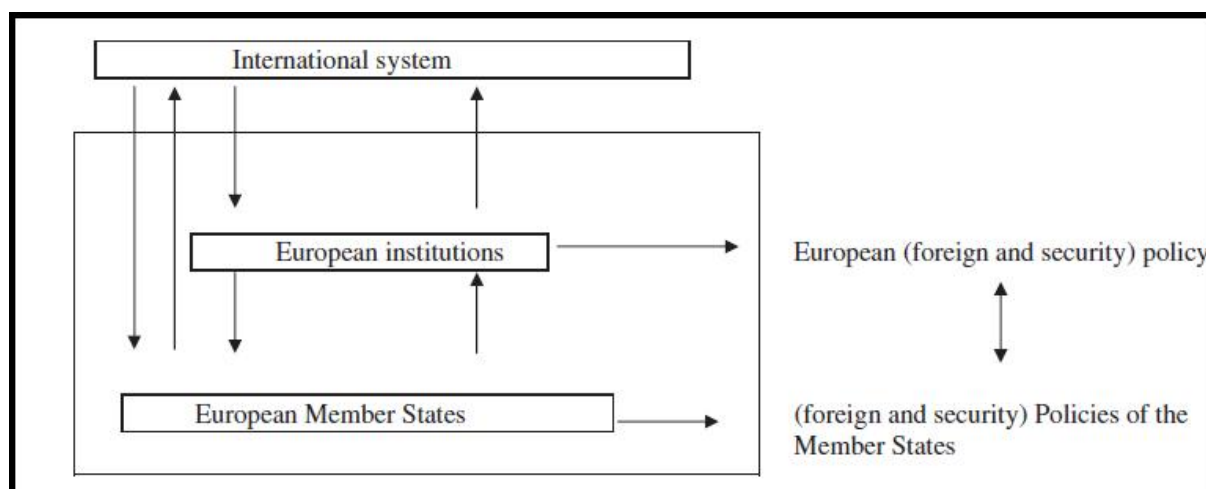 International system
European institutions
European (foreign and security) policy
European Member States
(foreign and security) Policies of the
Member States